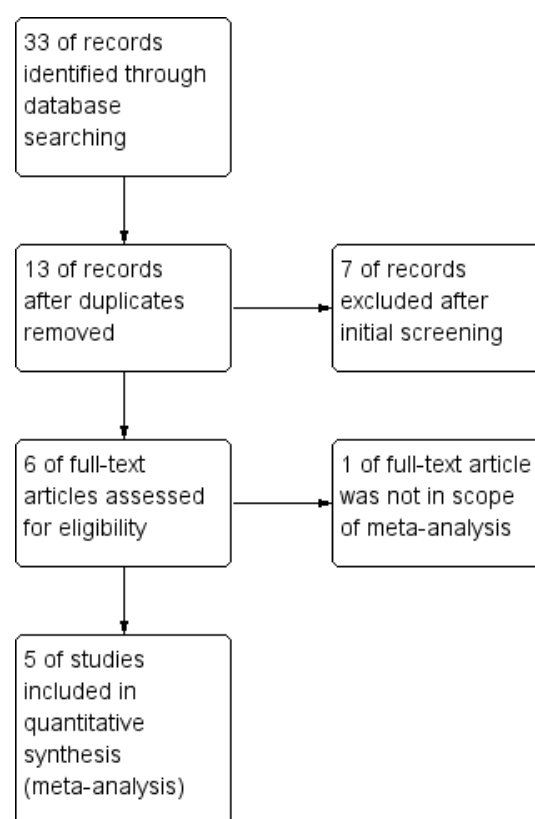 33 of records
identified through
database
searching
13 of records
after duplicates
removed
7 of records
excluded after
initial screening
6 of full-text
articles assessed
for eligibility
1 of full-text article
was not in scope
of meta-analysis
5 of studies
included in
quantitative
synthesis
(meta-analysis)